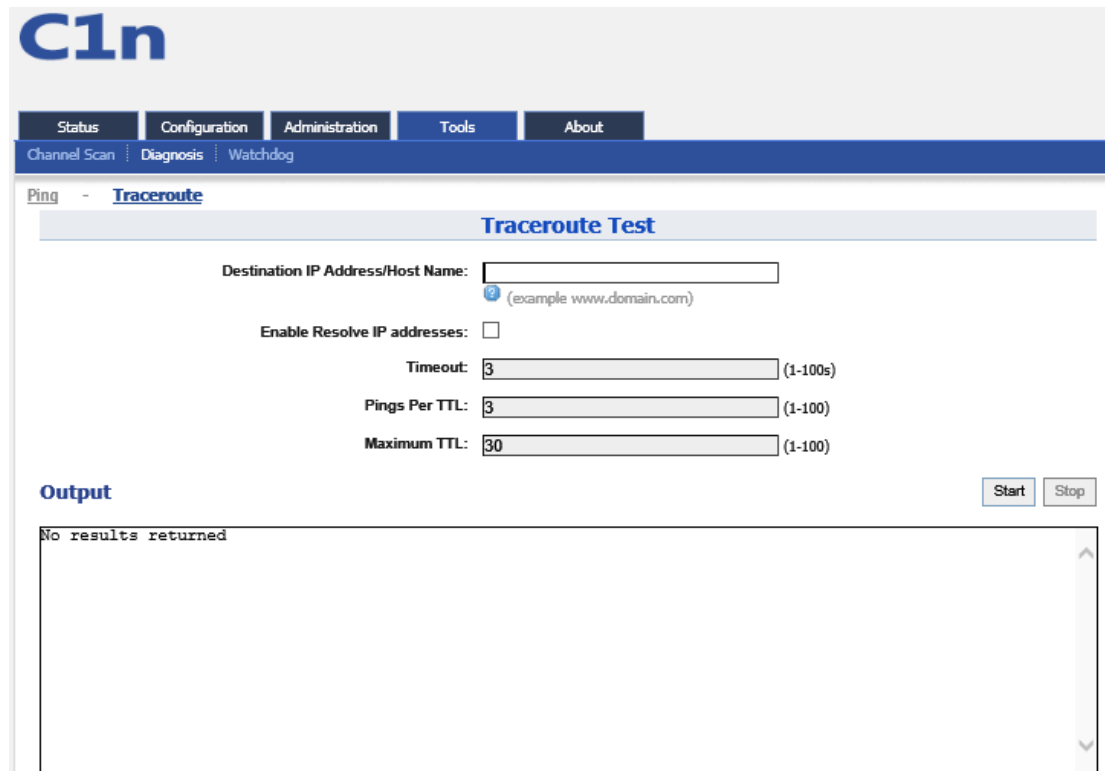 C1n
Status Configuration Administration Tools About
Channel Scan Diagnosis Watchdog
Ping - Traceroute
Traceroute Test
Destination IP Address/Host Name:
(example www.domain.com)
Enable Resolve IP addresses:
Timeout: 3 (1-100s)
Pings Per TTL: 3 (1-100)
Maximum TTL: 30 (1-100)
Output Start Stop
No results returned